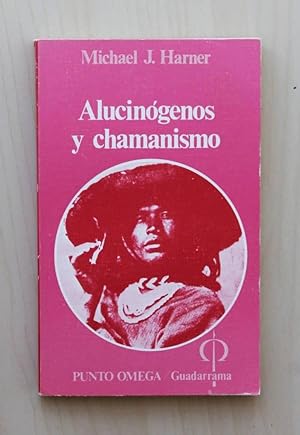 Michael J. Harner
Alucinógenos
y chamanismo
PUNTO OMEGA Guadarrama